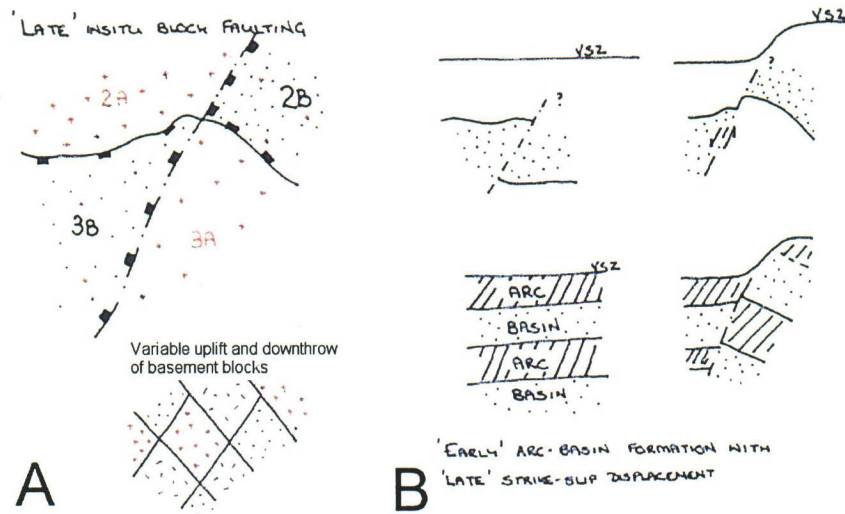 'LATE' INSITU BLOCK FAULTING
2A
2B
3B
3A
Variable uplift and downthrow
of basement blocks
A
YSZ
?
YSZ
?
YSZ
ARC
BASIN
ARC
BASIN
B
'EARLY' ARC-BASIN FORMATION WITH
'LATE' STRIKE-SLIP DISPLACEMENT